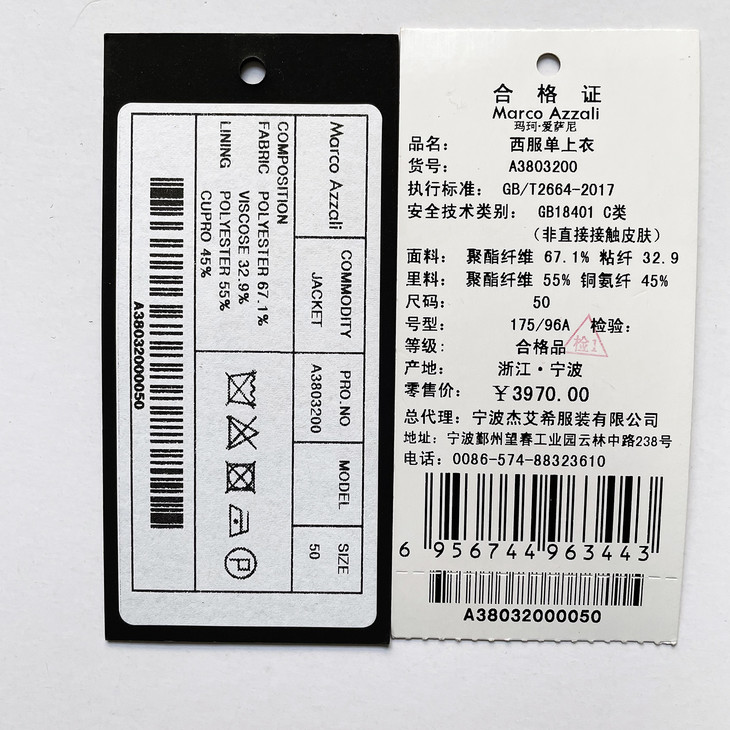 Marco Azzali
COMMODITY
JACKET
PRO.NO
A3803200
MODEL
SIZE
50
COMPOSITION
FABRIC POLYESTER 67.1%
VISCOSE 32.9%
LINING POLYESTER 55%
CUPRO 45%
P
A38032000050
合格证
Marco Azzali
玛珂·爱萨尼
品名： 西服单上衣
货号： A3803200
执行标准： GB/T2664-2017
安全技术类别： GB18401 C类
（非直接接触皮肤）
面料： 聚酯纤维 67.1% 粘纤 32.9
里料： 聚酯纤维 55% 铜氨纤 45%
尺码： 50
号型： 175/96A 检验：
检1
等级： 合格品
产地： 浙江·宁波
零售价： ￥3970.00
总代理：宁波杰艾希服装有限公司
地址：宁波鄞州望春工业园云林中路238号
电话：0086-574-88323610
6 956744 963443
A38032000050